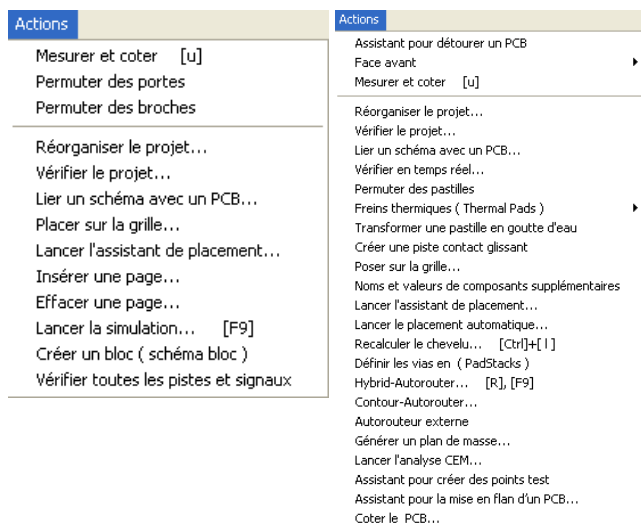 Actions
Mesurer et coter [u]
Permuter des portes
Permuter des broches
Réorganiser le projet...
Vérifier le projet...
Lier un schéma avec un PCB...
Placer sur la grille...
Lancer l'assistant de placement...
Insérer une page...
Effacer une page...
Lancer la simulation... [F9]
Créer un bloc ( schéma bloc )
Vérifier toutes les pistes et signaux
Actions
Assistant pour détourer un PCB
Face avant
Mesurer et coter [u]
Réorganiser le projet...
Vérifier le projet...
Lier un schéma avec un PCB...
Vérifier en temps réel...
Permuter des pastilles
Freins thermiques ( Thermal Pads )
Transformer une pastille en goutte d'eau
Créer une piste contact glissant
Poser sur la grille...
Noms et valeurs de composants supplémentaires
Lancer l'assistant de placement...
Lancer le placement automatique...
Recalculer le chevelu... [Ctrl]+[ l ]
Définir les vias en ( PadStacks )
Hybrid-Autorouter... [R], [F9]
Contour-Autorouter...
Autorouteur externe
Générer un plan de masse...
Lancer l'analyse CEM...
Assistant pour créer des points test
Assistant pour la mise en flan d'un PCB...
Coter le PCB...